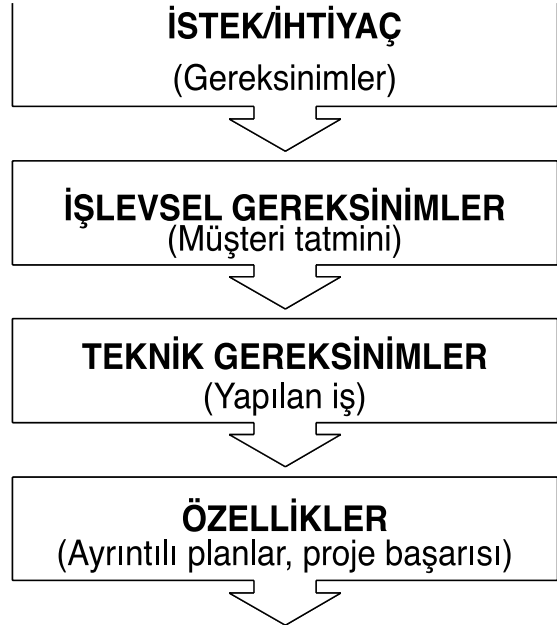 İSTEK/İHTİYAÇ
(Gereksinimler)
İŞLEVSEL GEREKSİNİMLER
(Müşteri tatmini)
TEKNİK GEREKSİNİMLER
(Yapılan iş)
ÖZELLİKLER
(Ayrıntılı planlar, proje başarısı)